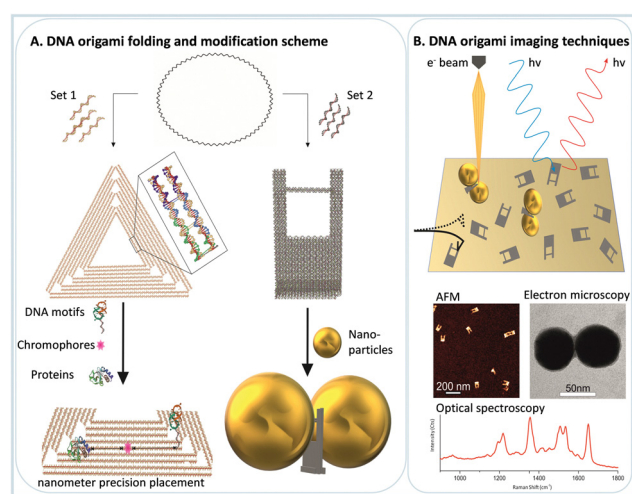 A. DNA origami folding and modification scheme
Set 1
Set 2
DNA motifs
Chromophores
Proteins
Nano-
particles
nanometer precision placement
B. DNA origami imaging techniques
e- beam
hν
hν
AFM
Electron microscopy
200 nm
50nm
Optical spectroscopy
Intensity (Cts)
1000 1200 1400 1600 1800
Raman Shift (cm⁻¹)